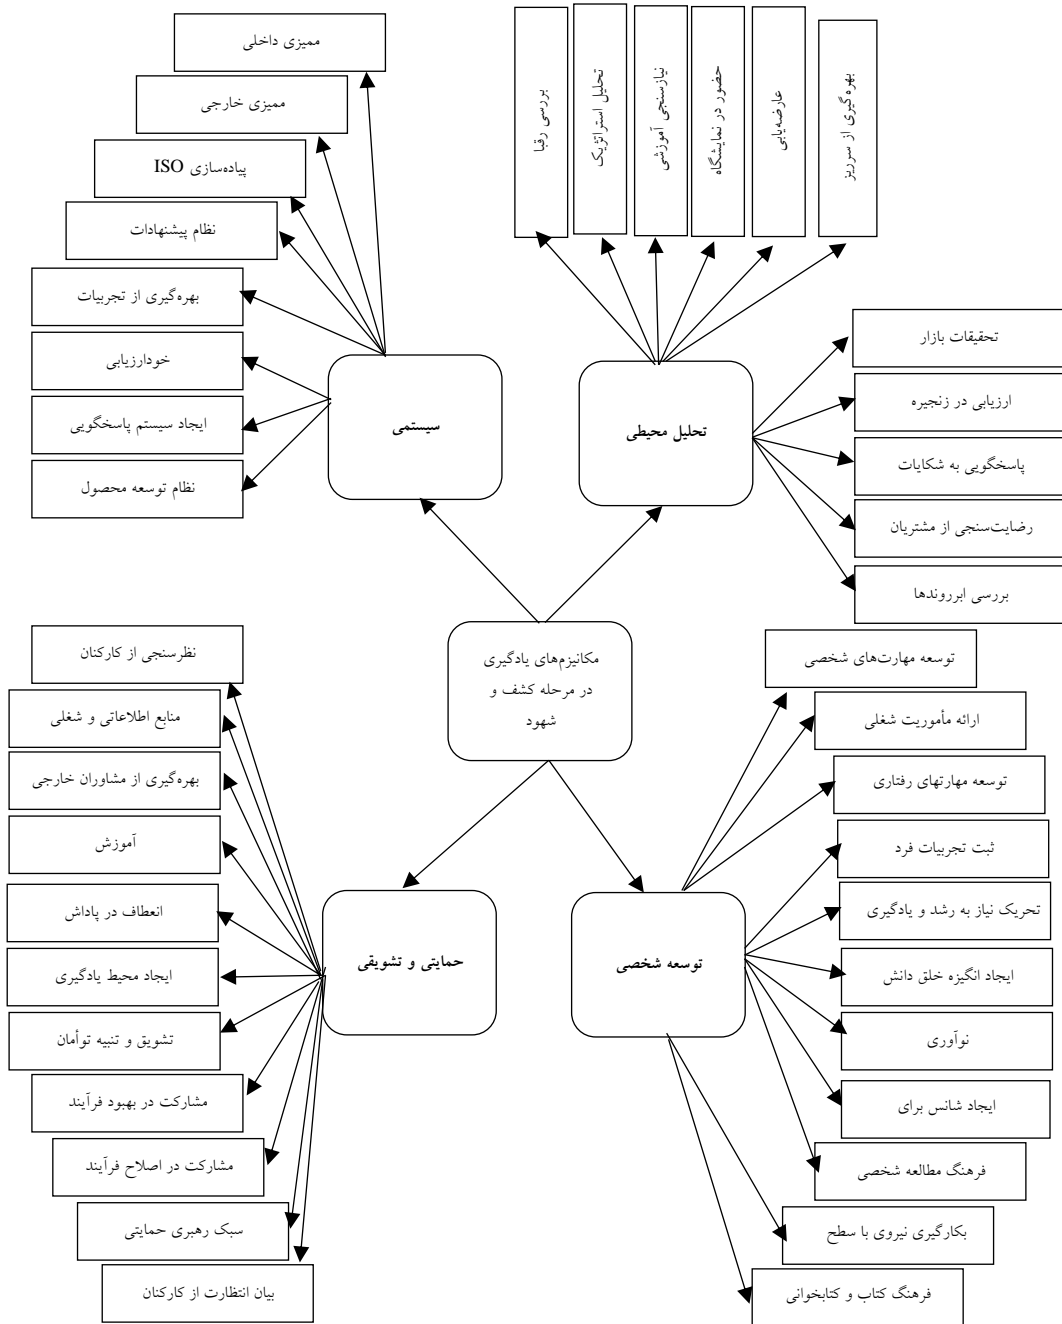 ممیزی داخلی
ممیزی خارجی
پیاده‌سازی ISO
نظام پیشنهادات
بهره‌گیری از تجربیات
خودارزیابی
ایجاد سیستم پاسخگویی
نظام توسعه محصول
سیستمی
بررسی رقبا
تحلیل استراتژیک
نیازسنجی آموزشی
حضور در نمایشگاه
عارضه‌یابی
بهره‌گیری از سرریز
تحلیل محیطی
تحقیقات بازار
ارزیابی در زنجیره
پاسخگویی به شکایات
رضایت‌سنجی از مشتریان
بررسی ابرروندها
مکانیزم‌های یادگیری
در مرحله کشف و
شهود
نظرسنجی از کارکنان
منابع اطلاعاتی و شغلی
بهره‌گیری از مشاوران خارجی
آموزش
انعطاف در پاداش
ایجاد محیط یادگیری
تشویق و تنبیه توأمان
مشارکت در بهبود فرآیند
مشارکت در اصلاح فرآیند
سبک رهبری حمایتی
بیان انتظارت از کارکنان
حمایتی و تشویقی
توسعه شخصی
توسعه مهارت‌های شخصی
ارائه مأموریت شغلی
توسعه مهارتهای رفتاری
ثبت تجربیات فرد
تحریک نیاز به رشد و یادگیری
ایجاد انگیزه خلق دانش
نوآوری
ایجاد شانس برای
فرهنگ مطالعه شخصی
بکارگیری نیروی با سطح
فرهنگ کتاب و کتابخوانی